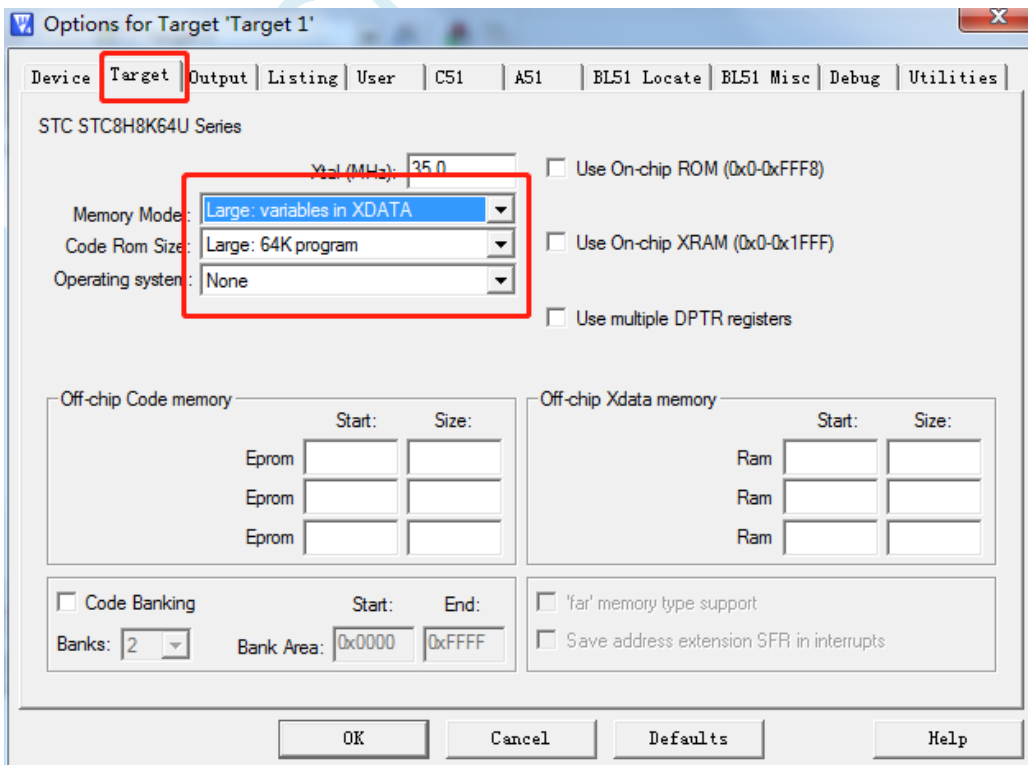 Options for Target 'Target 1'
Device Target Output Listing User C51 A51 BL51 Locate BL51 Misc Debug Utilities
STC STC8H8K64U Series
Xtal (MHz): 35.0
Use On-chip ROM (0x0-0xFFF8)
Memory Model: Large: variables in XDATA
Code Rom Size: Large: 64K program
Use On-chip XRAM (0x0-0x1FFF)
Operating system: None
Use multiple DPTR registers
Off-chip Code memory
Start: Size:
Eprom
Eprom
Eprom
Off-chip Xdata memory
Start: Size:
Ram
Ram
Ram
Code Banking Start: End:
Banks: 2 Bank Area: 0x0000 0xFFFF
'far' memory type support
Save address extension SFR in interrupts
OK Cancel Defaults Help